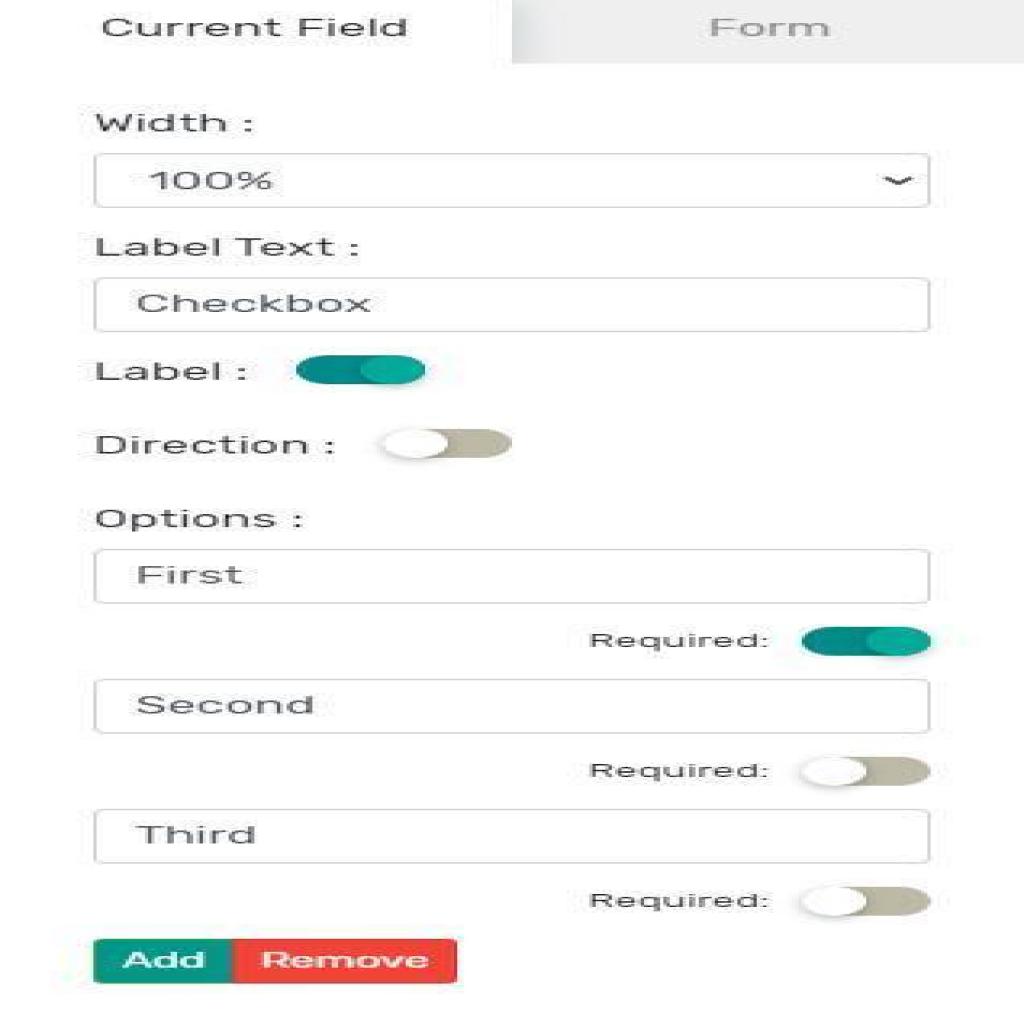 Current Field Form
Width :
100%
Label Text :
Checkbox
Label :
Direction :
Options :
First
Required:
Second
Required:
Third
Required:
Add Remove